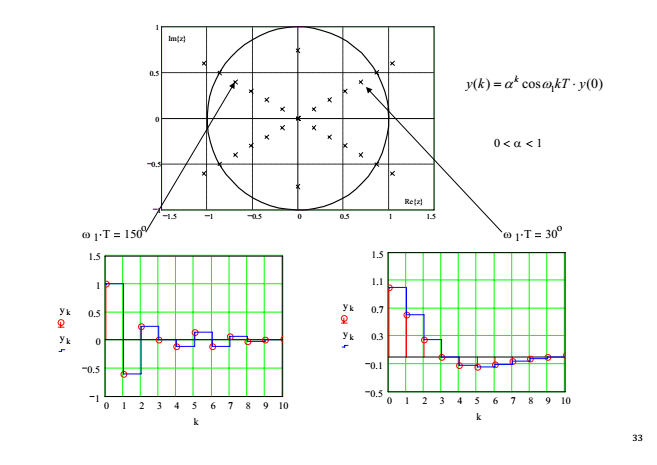 1
Im{z}
0.5
0
−0.5
−1
−1.5 −1 −0.5 0 0.5 1 1.5
Re{z}
y(k) = α^k cos ω₁kT · y(0)
0 < α < 1
ω 1·T = 150°
ω 1·T = 30°
1.5
1
0.5
0
−0.5
−1
y k
y k
0 1 2 3 4 5 6 7 8 9 10
k
1.5
1.1
0.7
0.3
−0.1
−0.5
y k
y k
0 1 2 3 4 5 6 7 8 9 10
k
33